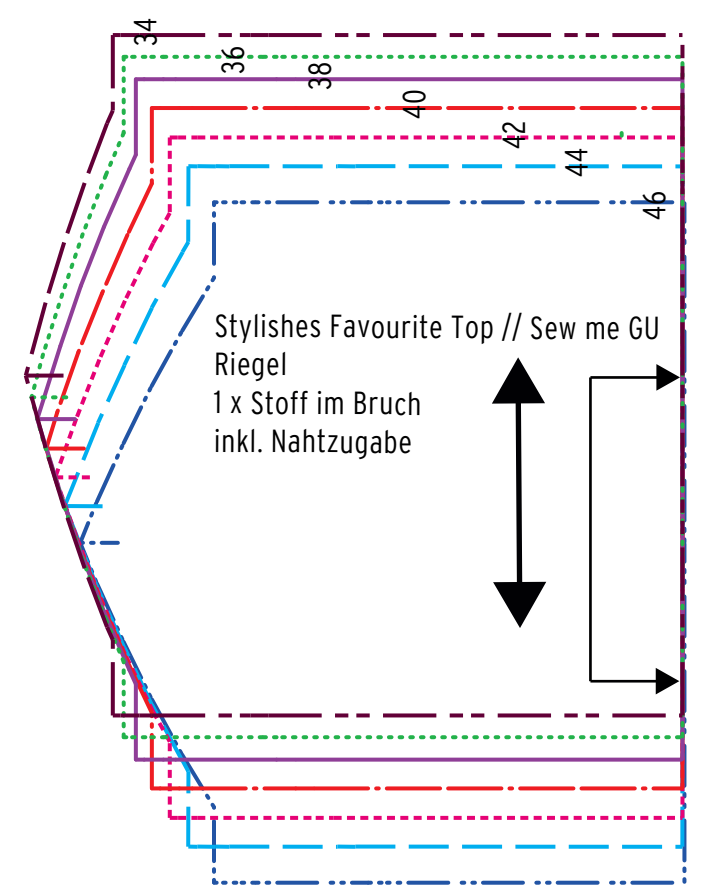 34
36
38
40
42
44
46
Stylishes Favourite Top // Sew me GU
Riegel
1 x Stoff im Bruch
inkl. Nahtzugabe